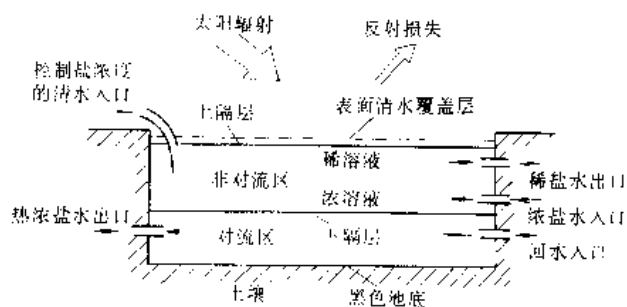 太阳辐射
反射损失
控制盐浓度
的清水入口
表面清水覆盖层
上隔层
稀溶液
非对流区
稀盐水出口
浓溶液
热浓盐水出口
浓盐水入口
对流区
下隔层
回水入口
土壤
黑色池底